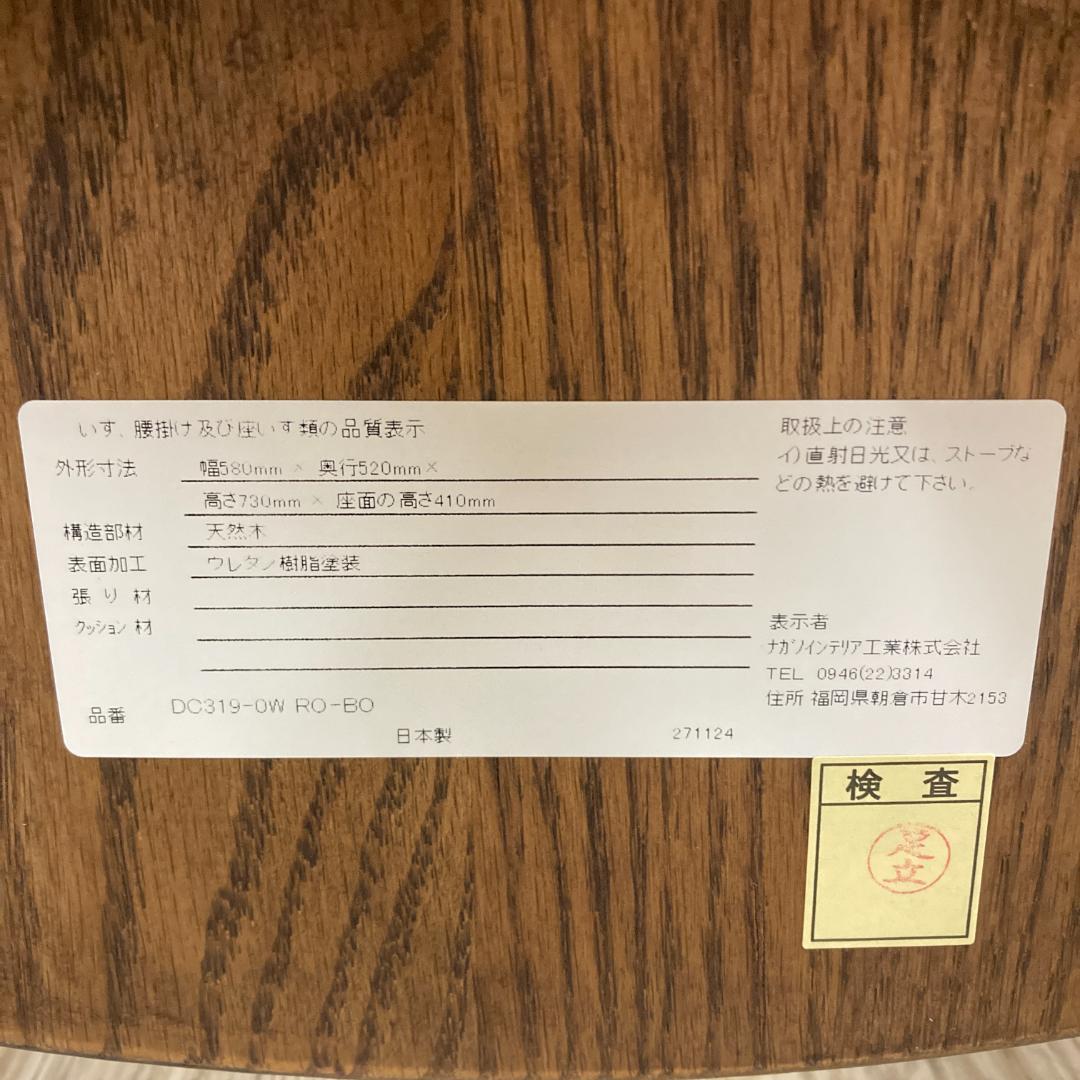 いす、腰掛け及び座いす類の品質表示
外形寸法 幅580mm × 奥行520mm×
高さ730mm × 座面の高さ410mm
構造部材 天然木
表面加工 ウレタン樹脂塗装
張り材
クッション材
品番 DC319-0W RO-BO
日本製 271124
取扱上の注意
イ)直射日光又は、ストーブな
どの熱を避けて下さい。
表示者
ナガノインテリア工業株式会社
TEL 0946(22)3314
住所 福岡県朝倉市甘木2153
検査
足立